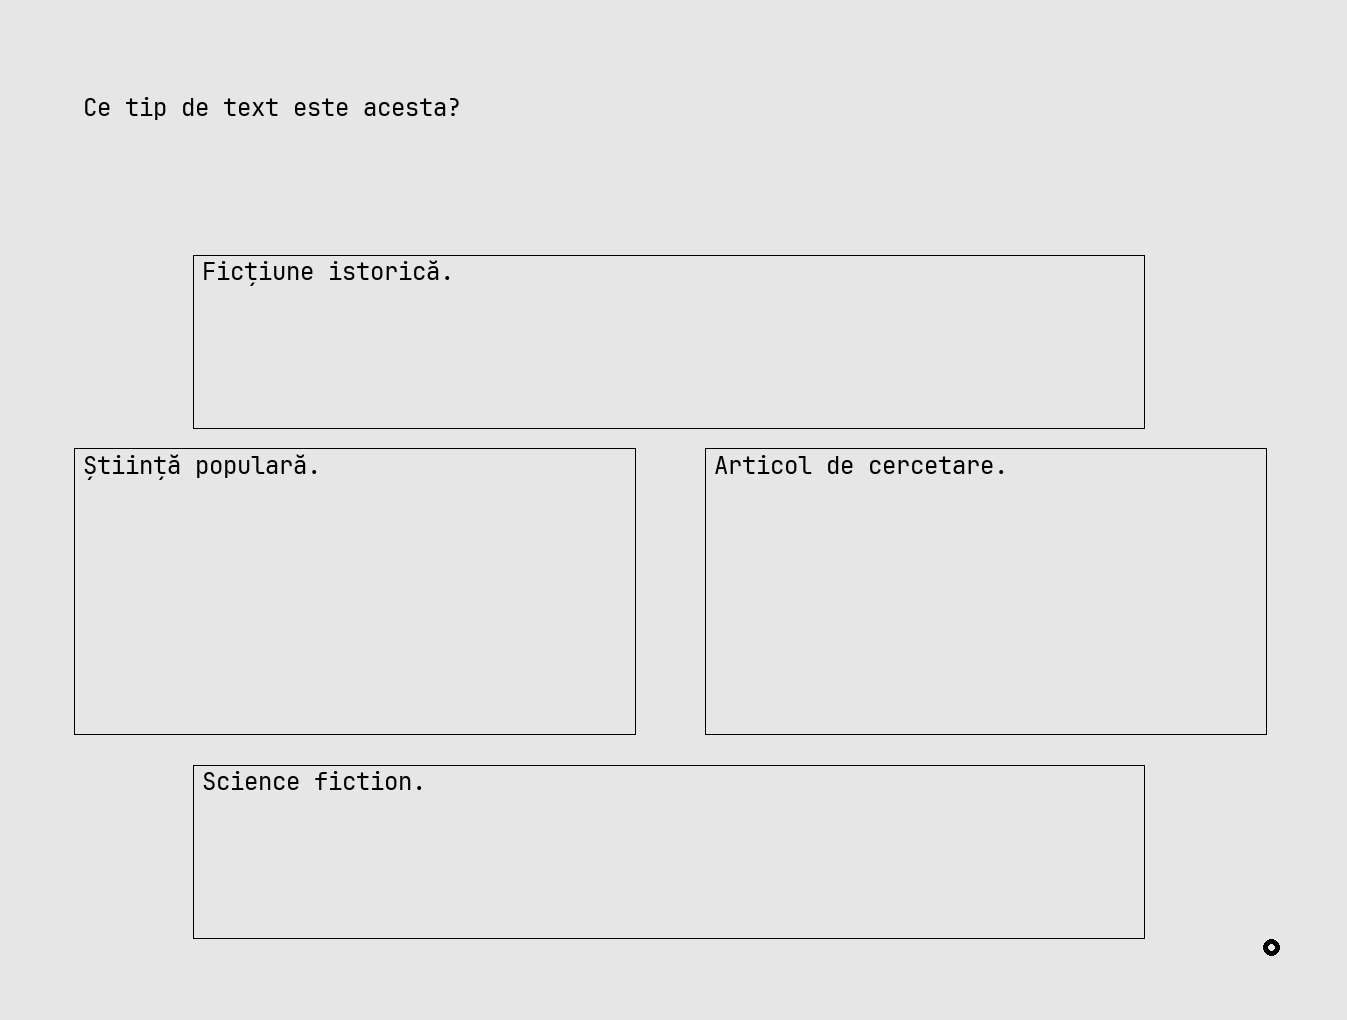 Ce tip de text este acesta?
Ficțiune istorică.
Știință populară.
Articol de cercetare.
Science fiction.